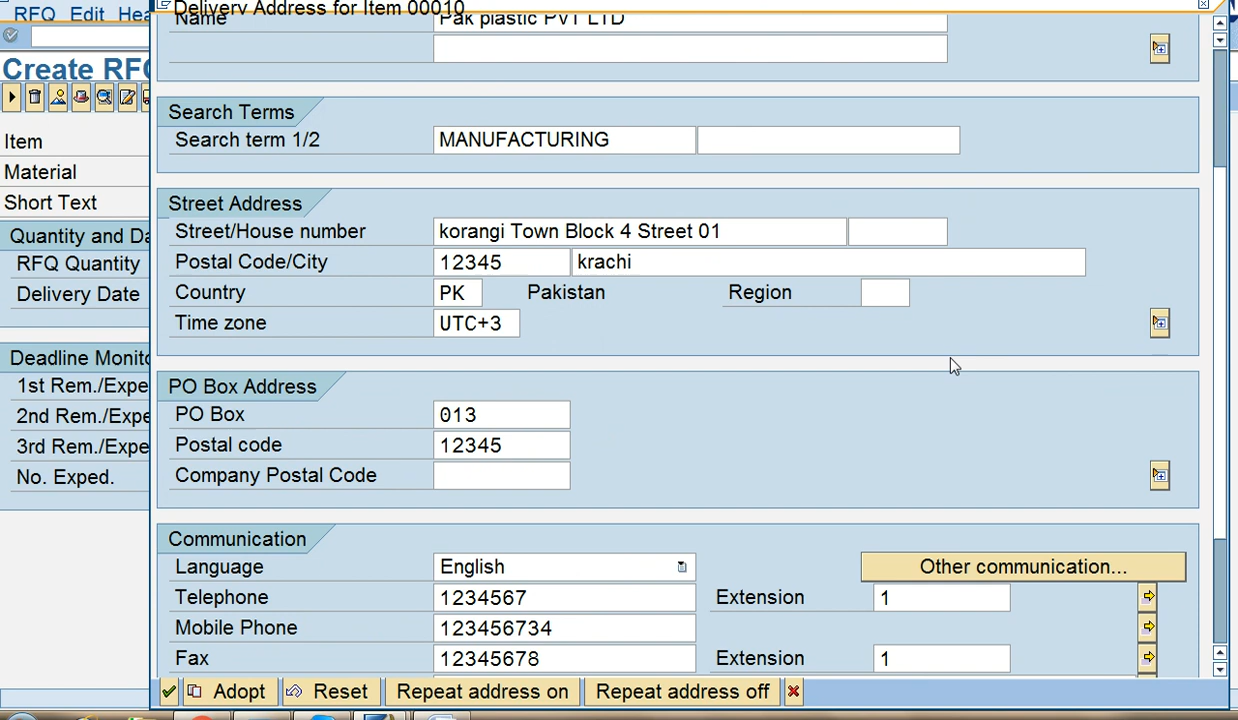 RFQ Edit Hea
Create RFQ
Item
Material
Short Text
Quantity and Da
RFQ Quantity
Delivery Date
Deadline Monito
1st Rem./Expe
2nd Rem./Expe
3rd Rem./Expe
No. Exped.
Delivery Address for Item 00010
Name Pak plastic PVT LTD
Search Terms
Search term 1/2 MANUFACTURING
Street Address
Street/House number korangi Town Block 4 Street 01
Postal Code/City 12345 krachi
Country PK Pakistan Region
Time zone UTC+3
PO Box Address
PO Box 013
Postal code 12345
Company Postal Code
Communication
Language English Other communication...
Telephone 1234567 Extension 1
Mobile Phone 123456734
Fax 12345678 Extension 1
Adopt Reset Repeat address on Repeat address off